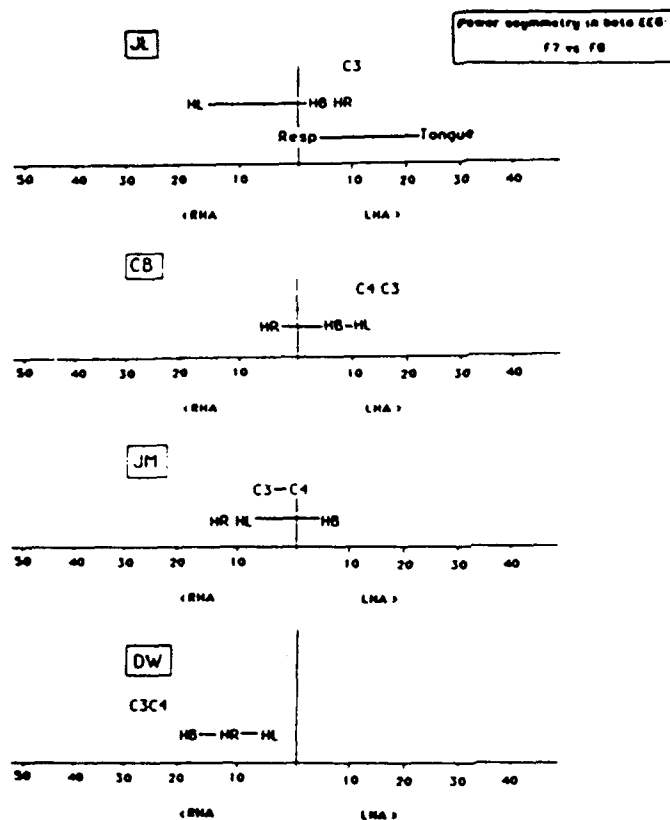 Power asymmetry in beta EEG
F7 vs F8
JL
C3
HL HB HR
Resp Tongue
50 40 30 20 10 10 20 30 40
<RHA LHA>
CB
C4 C3
HR HB HL
50 40 30 20 10 10 20 30 40
<RHA LHA>
JM
C3 C4
HR HL HB
50 40 30 20 10 10 20 30 40
<RHA LHA>
DW
C3C4
HB HR HL
50 40 30 20 10 10 20 30 40
<RHA LHA>